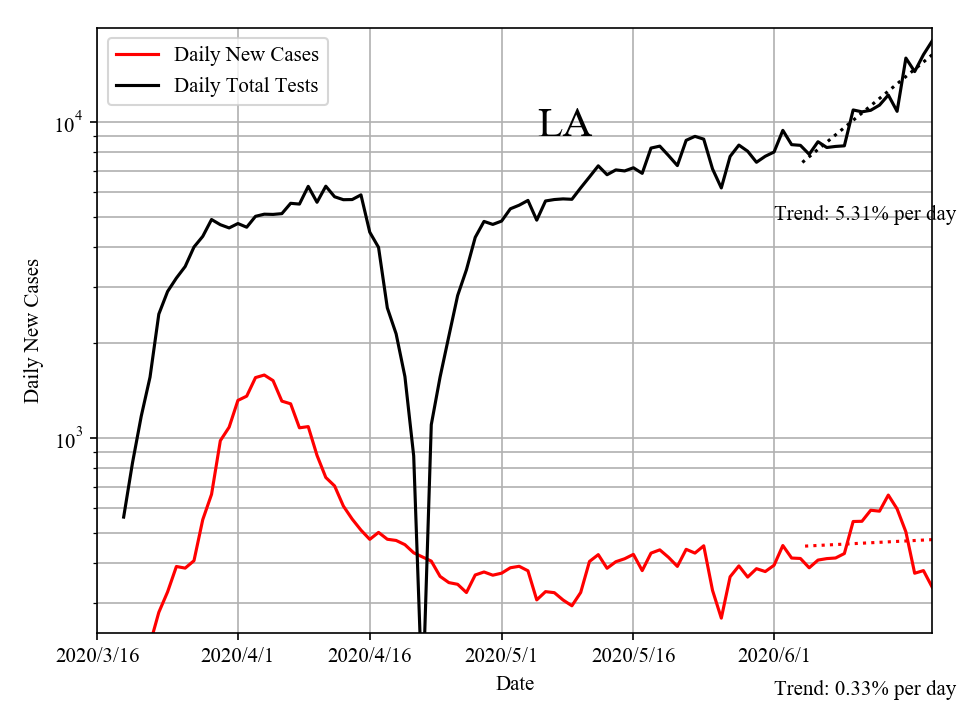 Daily New Cases
Daily Total Tests
LA
10^4
10^3
Trend: 5.31% per day
Daily New Cases
2020/3/16 2020/4/1 2020/4/16 2020/5/1 2020/5/16 2020/6/1
Date
Trend: 0.33% per day